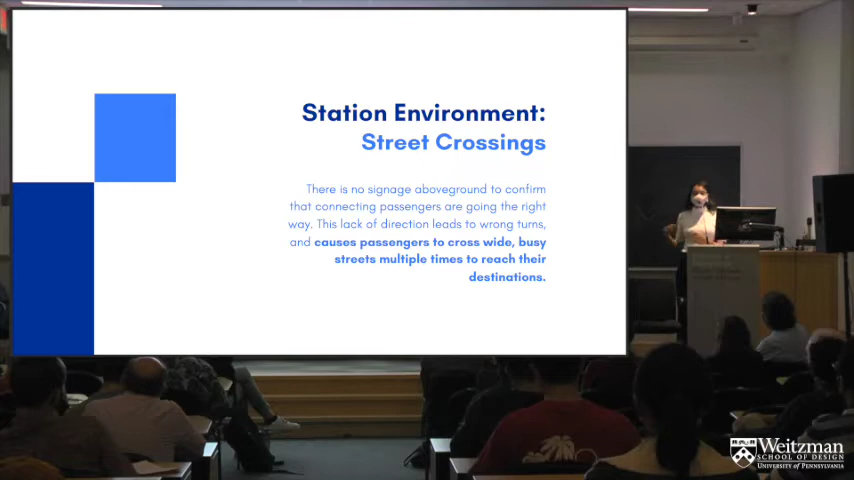 Station Environment:
Street Crossings
There is no signage aboveground to confirm
that connecting passengers are going the right
way. This lack of direction leads to wrong turns,
and causes passengers to cross wide, busy
streets multiple times to reach their
destinations.
Weitzman
SCHOOL OF DESIGN
UNIVERSITY of PENNSYLVANIA